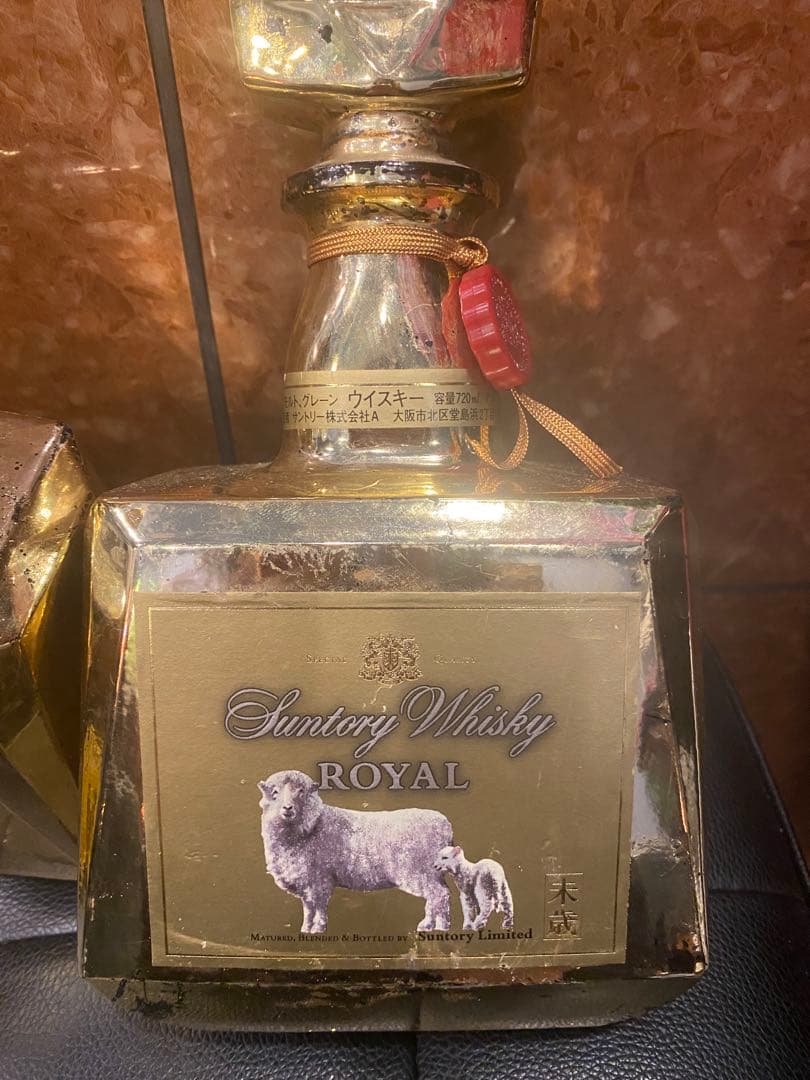 モルト、グレーン ウイスキー 容量720㎖
サントリー株式会社A 大阪市北区堂島浜2丁
SPECIAL QUALITY
Suntory Whisky
ROYAL
未歳
MATURED, BLENDED & BOTTLED BY Suntory Limited